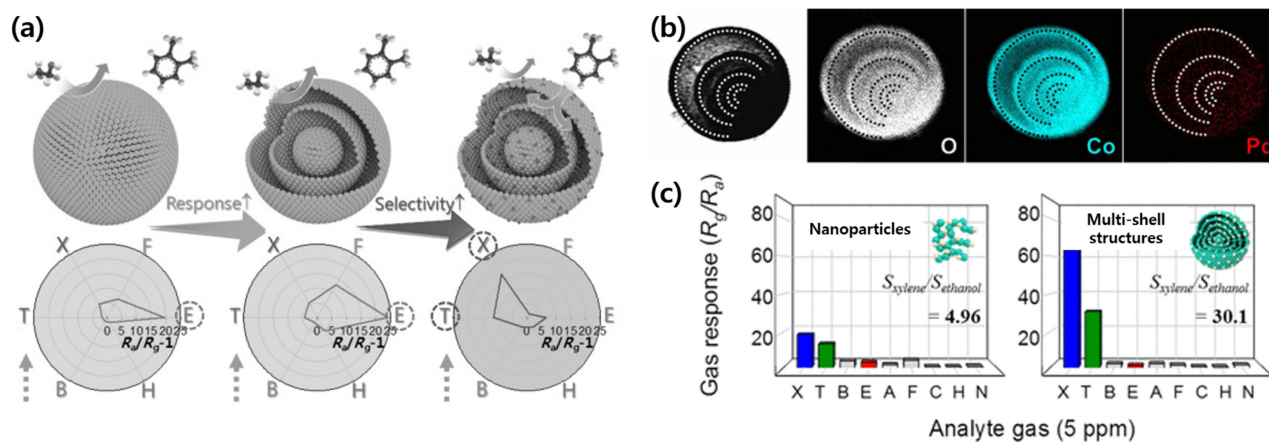 (a)
Response↑
Selectivity↑
X F
T E
B H
0 5 10 15 20 25
Ra/Rg-1
X F
T E
B H
0 5 10 15 20 25
Ra/Rg-1
X F
T E
B H
0 5 10 15 20 25
Ra/Rg-1
(b)
O
Co
Pd
(c)
Gas response (Rg/Ra)
80
60
40
20
Nanoparticles
Sxylene/Sethanol
= 4.96
X T B E A F C H N
80
60
40
20
Multi-shell
structures
Sxylene/Sethanol
= 30.1
X T B E A F C H N
Analyte gas (5 ppm)